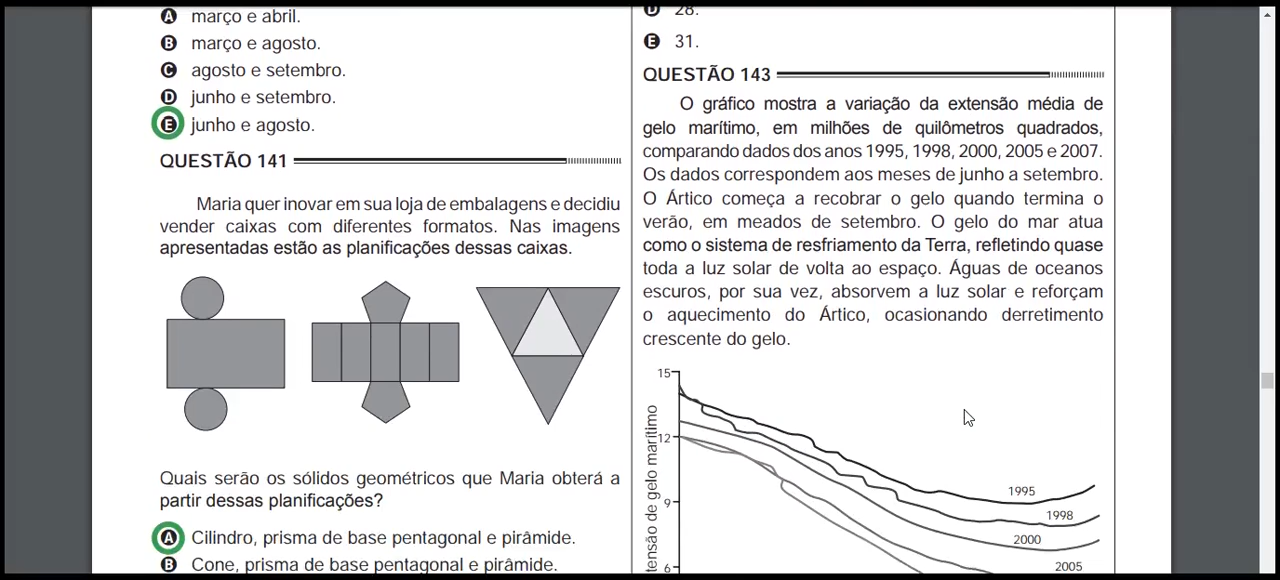 A março e abril.
B março e agosto.
C agosto e setembro.
D junho e setembro.
E junho e agosto.
QUESTÃO 141
Maria quer inovar em sua loja de embalagens e decidiu
vender caixas com diferentes formatos. Nas imagens
apresentadas estão as planificações dessas caixas.
Quais serão os sólidos geométricos que Maria obterá a
partir dessas planificações?
A Cilindro, prisma de base pentagonal e pirâmide.
B Cone, prisma de base pentagonal e pirâmide.
D 28.
E 31.
QUESTÃO 143
O gráfico mostra a variação da extensão média de
gelo marítimo, em milhões de quilômetros quadrados,
comparando dados dos anos 1995, 1998, 2000, 2005 e 2007.
Os dados correspondem aos meses de junho a setembro.
O Ártico começa a recobrar o gelo quando termina o
verão, em meados de setembro. O gelo do mar atua
como o sistema de resfriamento da Terra, refletindo quase
toda a luz solar de volta ao espaço. Águas de oceanos
escuros, por sua vez, absorvem a luz solar e reforçam
o aquecimento do Ártico, ocasionando derretimento
crescente do gelo.
15
12
9
6
tensão de gelo marítimo
1995
1998
2000
2005